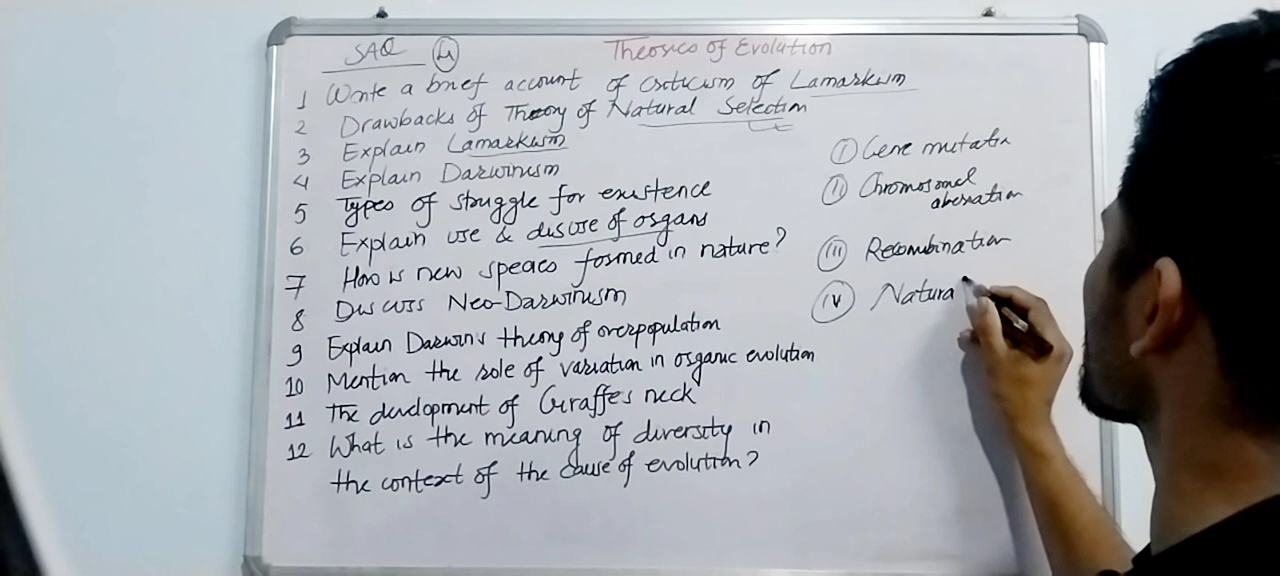 SAQ 4
Theories of Evolution
1 Write a brief account of criticism of Lamarkism
2 Drawbacks of Theory of Natural Selection
3 Explain Lamarkism
4 Explain Darwinism
5 Types of struggle for existence
6 Explain use & disuse of organs
7 How is new species formed in nature?
8 Discuss Neo-Darwinism
9 Explain Darwins theory of overpopulation
10 Mention the role of variation in organic evolution
11 The development of Giraffes neck
12 What is the meaning of diversity in
the context of the cause of evolution?
I Gene mutation
II Chromosomal
aberration
III Recombination
IV Natura